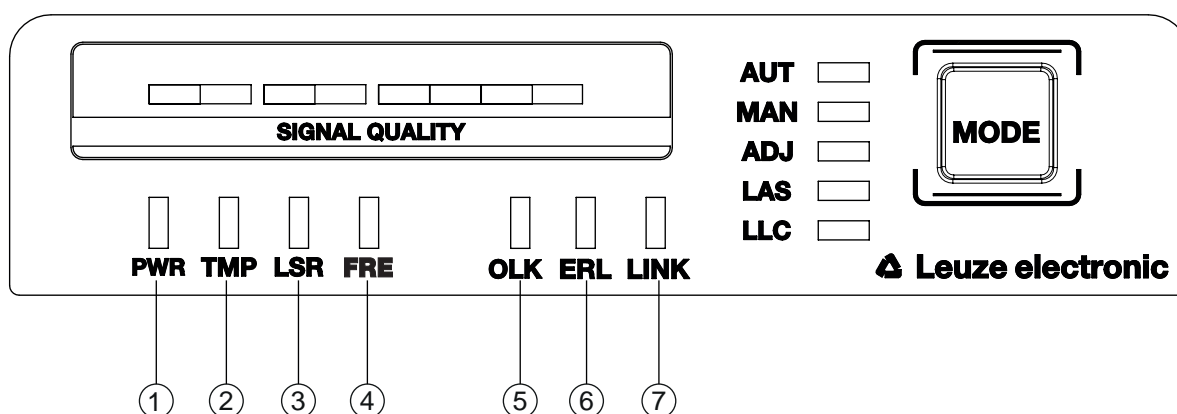 SIGNAL QUALITY
AUT
MAN
ADJ
LAS
LLC
MODE
PWR TMP LSR FRE OLK ERL LINK
Leuze electronic
1 2 3 4 5 6 7